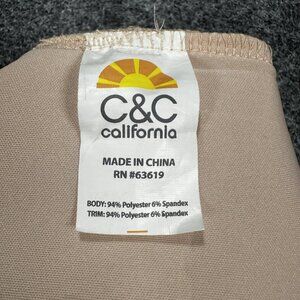 C&C
california
MADE IN CHINA
RN #63619
BODY: 94% Polyester 6% Spandex
TRIM: 94% Polyester 6% Spandex